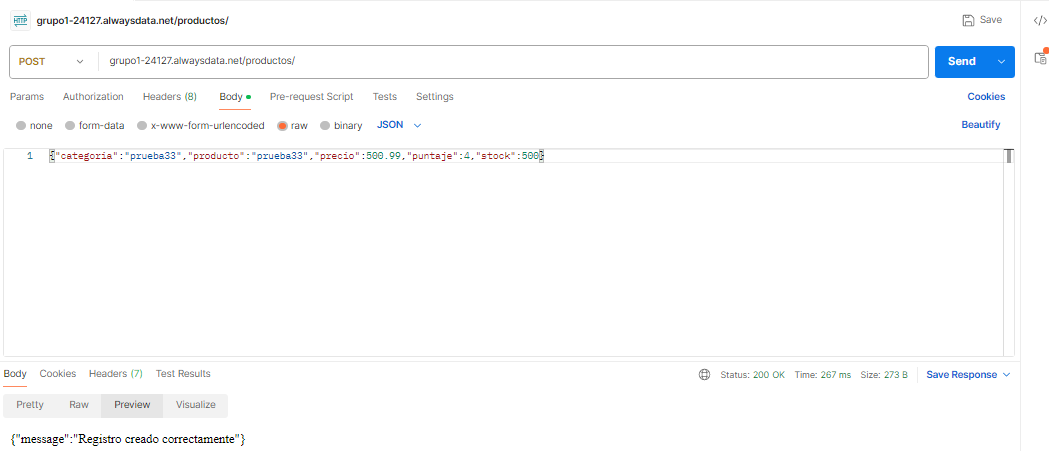 HTTP grupo1-24127.alwaysdata.net/productos/ Save </>
POST grupo1-24127.alwaysdata.net/productos/ Send
Params Authorization Headers (8) Body Pre-request Script Tests Settings Cookies
none form-data x-www-form-urlencoded raw binary JSON Beautify
1 {"categoria":"prueba33","producto":"prueba33","precio":500.99,"puntaje":4,"stock":500}
Body Cookies Headers (7) Test Results Status: 200 OK Time: 267 ms Size: 273 B Save Response
Pretty Raw Preview Visualize
{"message":"Registro creado correctamente"}